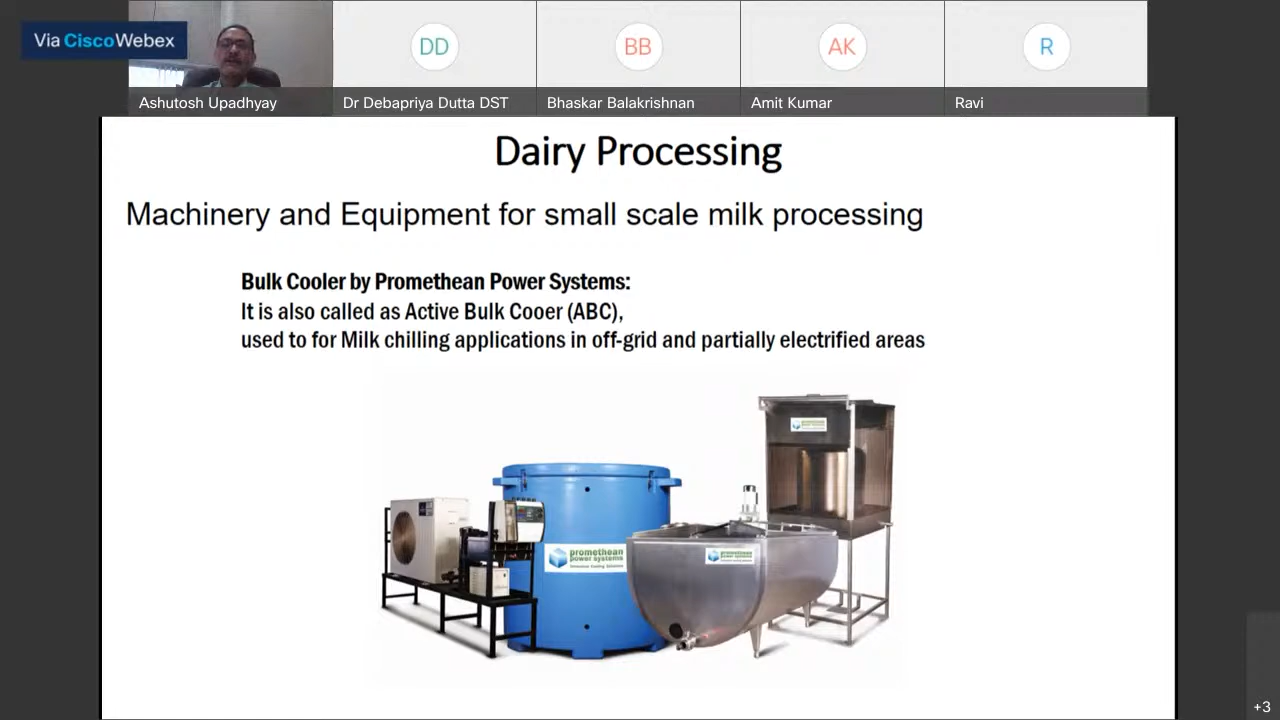 Via Cisco Webex
DD
BB
AK
R
Ashutosh Upadhyay
Dr Debapriya Dutta DST
Bhaskar Balakrishnan
Amit Kumar
Ravi
Dairy Processing
Machinery and Equipment for small scale milk processing
Bulk Cooler by Promethean Power Systems:
It is also called as Active Bulk Cooer (ABC),
used to for Milk chilling applications in off-grid and partially electrified areas
promethean
power systems
promethean
power systems
+3